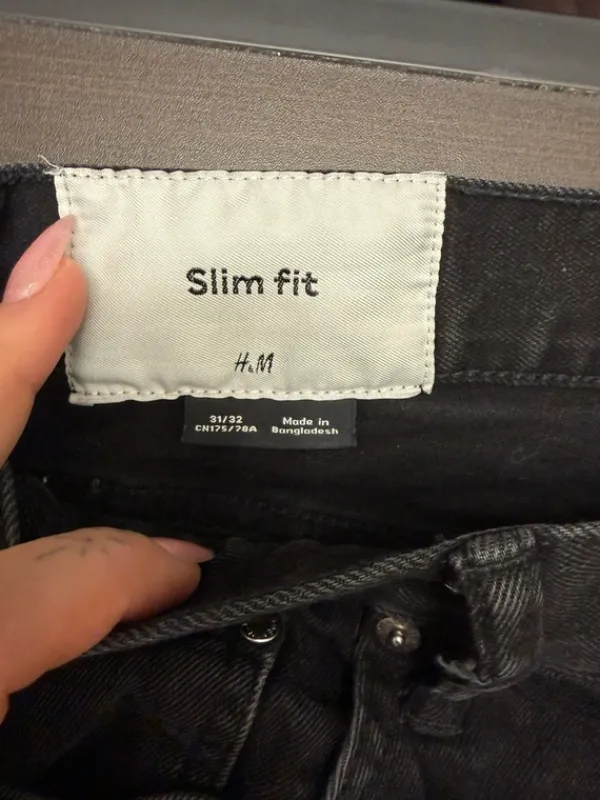 Slim fit
H&M
31/32
CN175/78A
Made in
Bangladesh